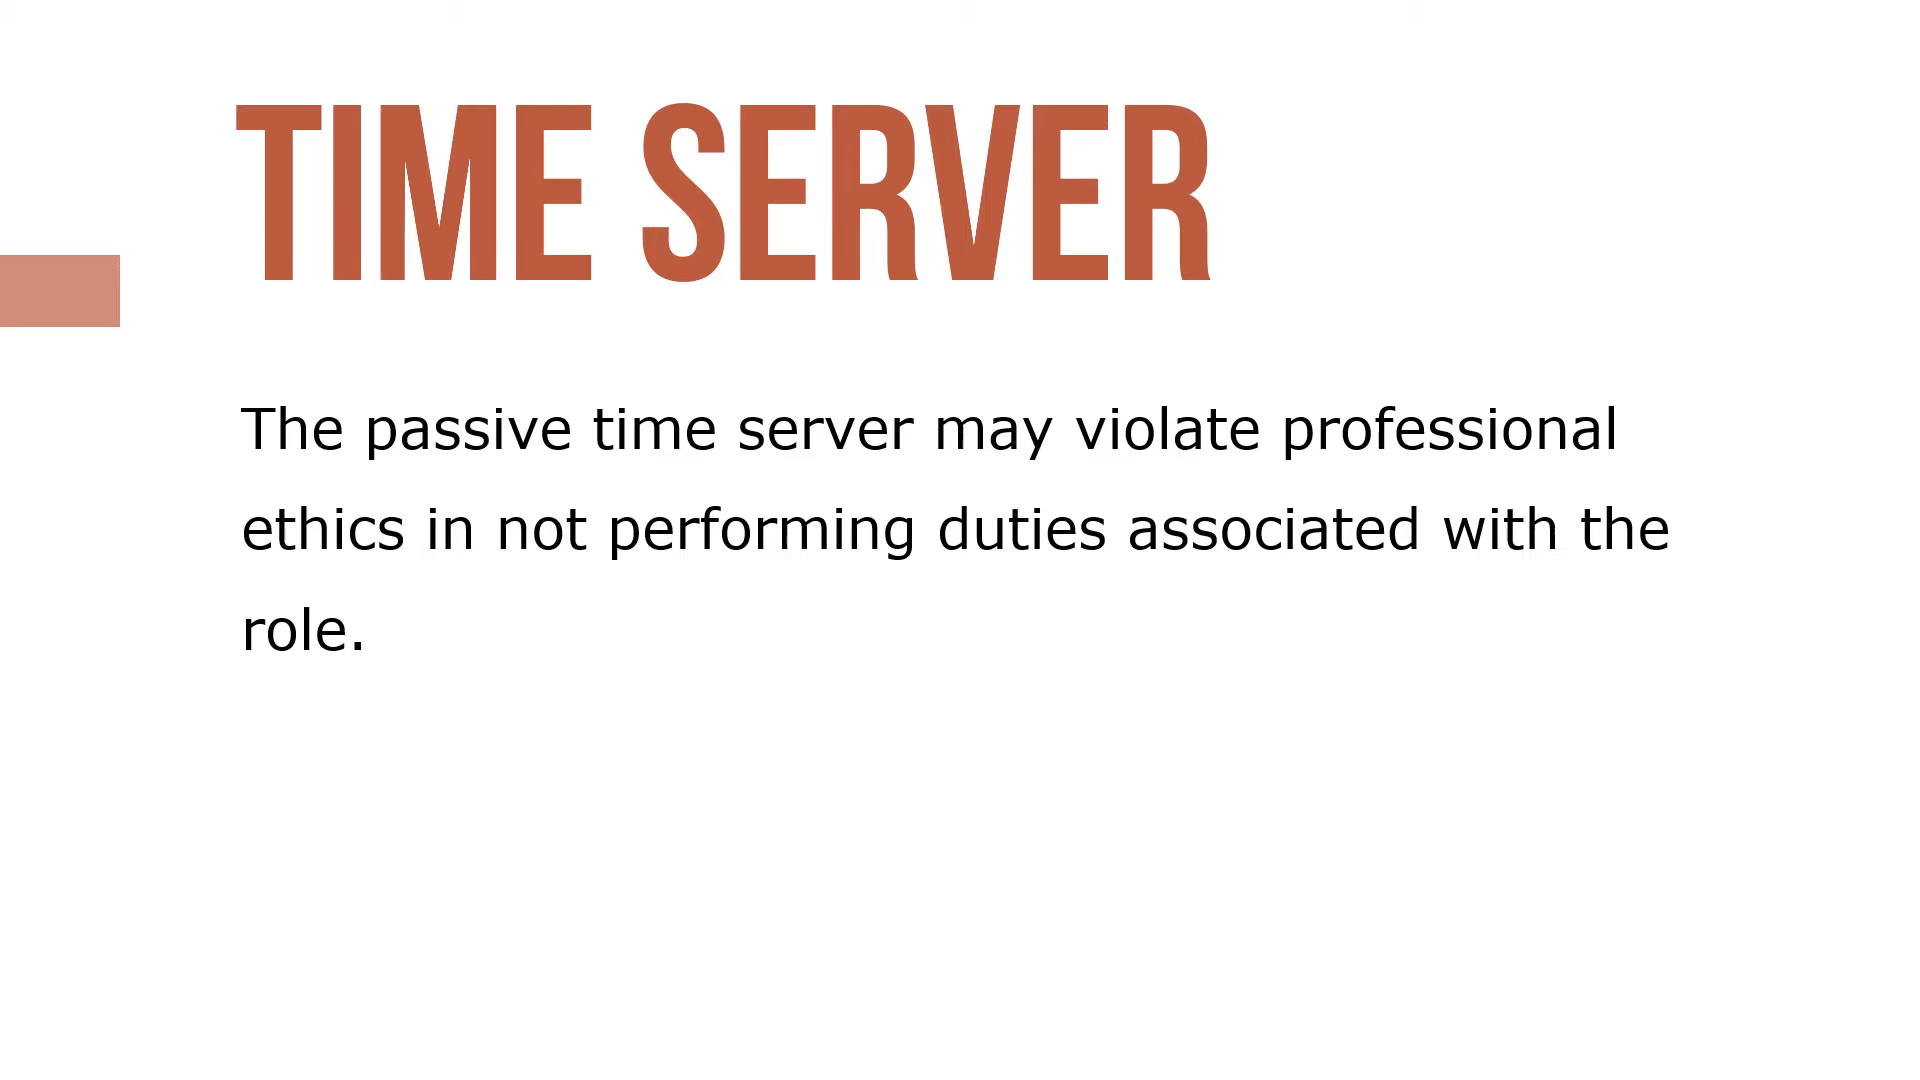 TIME SERVER
The passive time server may violate professional
ethics in not performing duties associated with the
role.